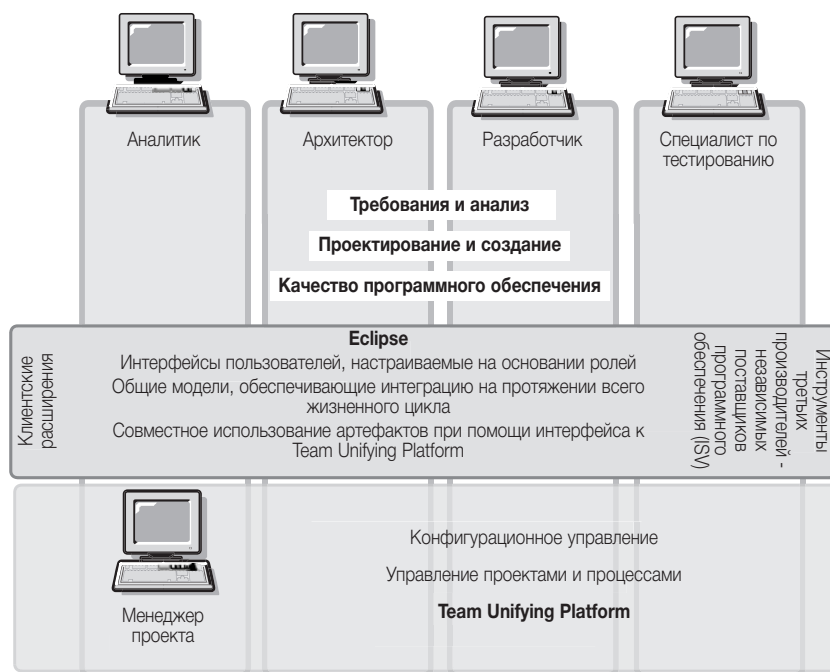 Аналитик
Архитектор
Разработчик
Специалист по
тестированию
Требования и анализ
Проектирование и создание
Качество программного обеспечения
Клиентские
расширения
Eclipse
Интерфейсы пользователей, настраиваемые на основании ролей
Общие модели, обеспечивающие интеграцию на протяжении всего
жизненного цикла
Совместное использование артефактов при помощи интерфейса к
Team Unifying Platform
Инструменты
третьих
производителей -
независимых
поставщиков
программного
обеспечения (ISV)
Менеджер
проекта
Конфигурационное управление
Управление проектами и процессами
Team Unifying Platform